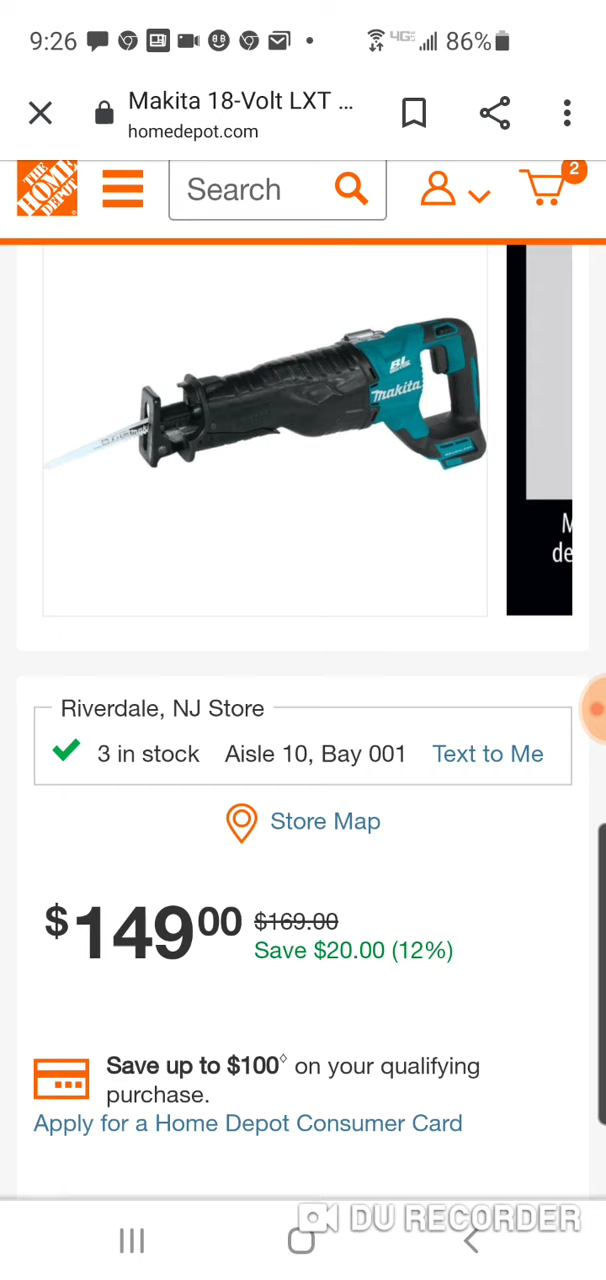 9:26 4GE 86%
Makita 18-Volt LXT ...
homedepot.com
THE HOME DEPOT
Search
2
BL
makita
M
de
Riverdale, NJ Store
3 in stock Aisle 10, Bay 001 Text to Me
Store Map
$149.00 $169.00
Save $20.00 (12%)
Save up to $100◊ on your qualifying
purchase.
Apply for a Home Depot Consumer Card
DU RECORDER